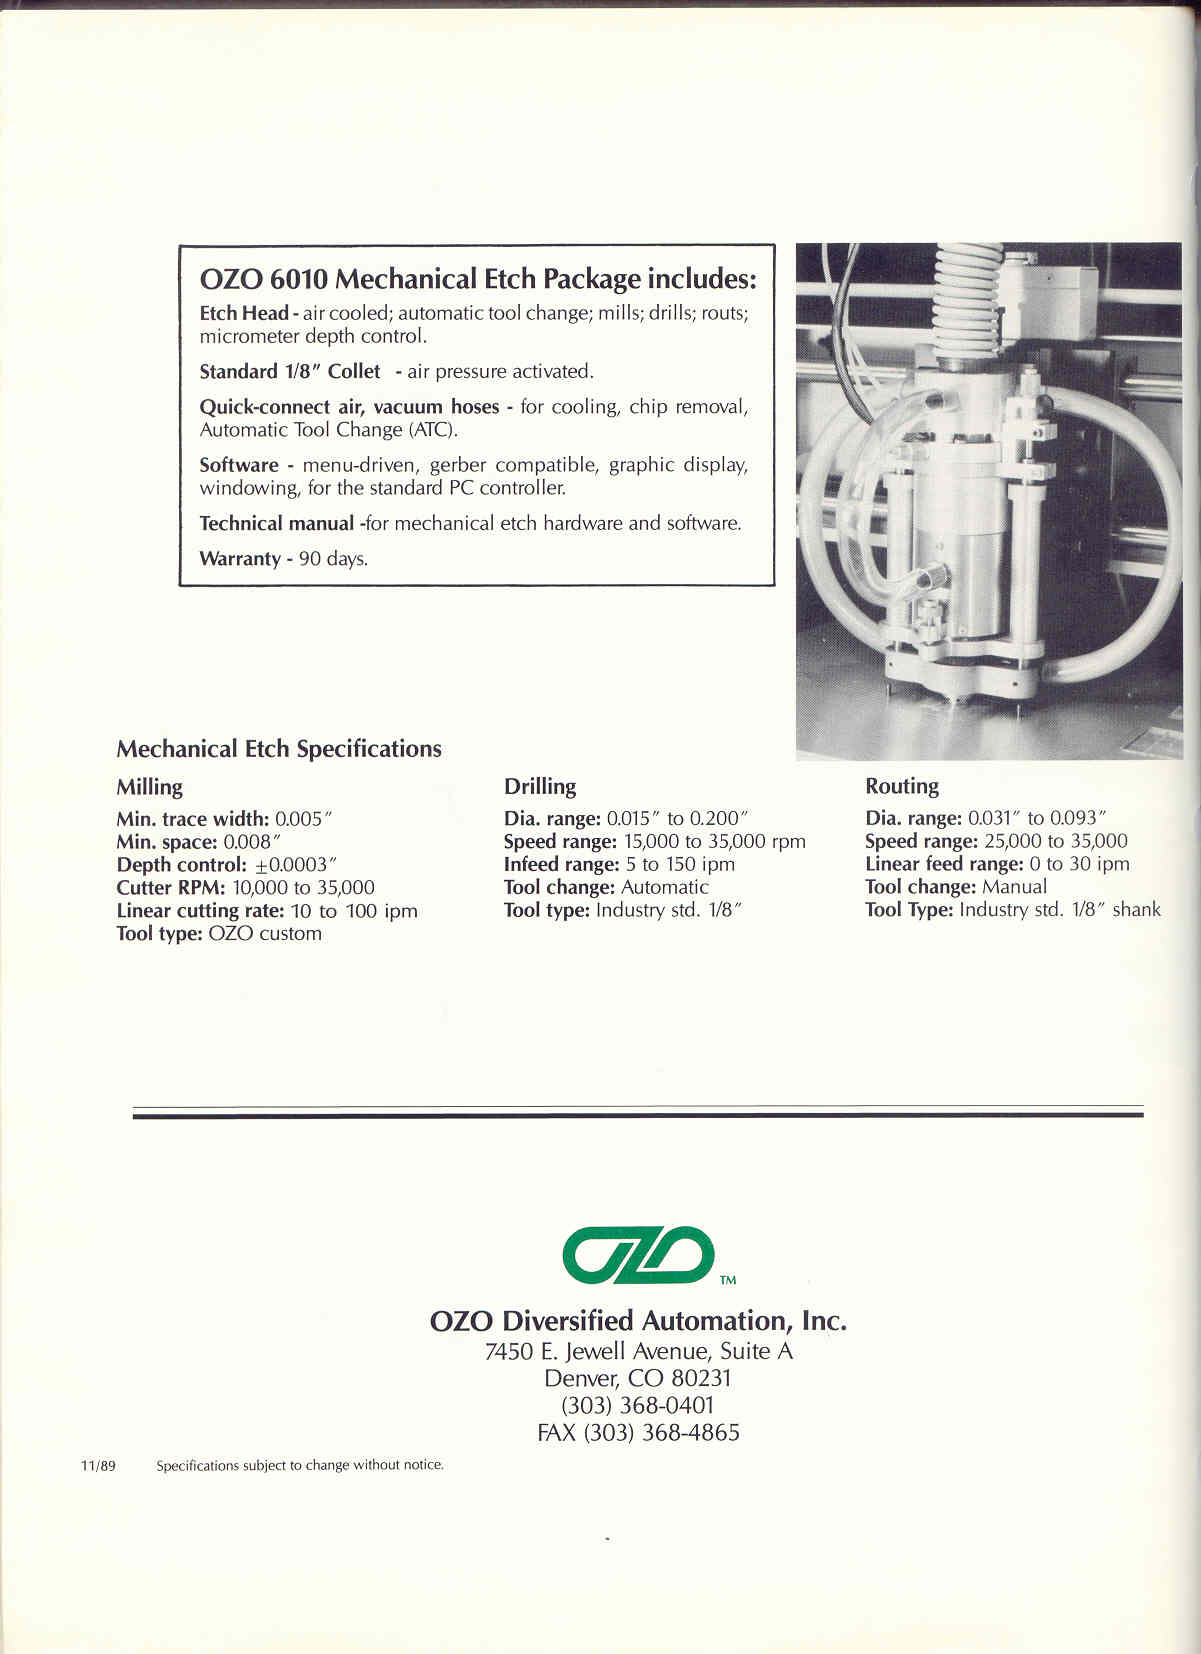 OZO 6010 Mechanical Etch Package includes:
Etch Head - air cooled; automatic tool change; mills; drills; routs;
micrometer depth control.
Standard 1/8" Collet - air pressure activated.
Quick-connect air, vacuum hoses - for cooling, chip removal,
Automatic Tool Change (ATC).
Software - menu-driven, gerber compatible, graphic display,
windowing, for the standard PC controller.
Technical manual -for mechanical etch hardware and software.
Warranty - 90 days.
Mechanical Etch Specifications
Milling
Min. trace width: 0.005"
Min. space: 0.008"
Depth control: ±0.0003"
Cutter RPM: 10,000 to 35,000
Linear cutting rate: 10 to 100 ipm
Tool type: OZO custom
Drilling
Dia. range: 0.015" to 0.200"
Speed range: 15,000 to 35,000 rpm
Infeed range: 5 to 150 ipm
Tool change: Automatic
Tool type: Industry std. 1/8"
Routing
Dia. range: 0.031" to 0.093"
Speed range: 25,000 to 35,000
Linear feed range: 0 to 30 ipm
Tool change: Manual
Tool Type: Industry std. 1/8" shank
OZO TM
OZO Diversified Automation, Inc.
7450 E. Jewell Avenue, Suite A
Denver, CO 80231
(303) 368-0401
FAX (303) 368-4865
11/89 Specifications subject to change without notice.